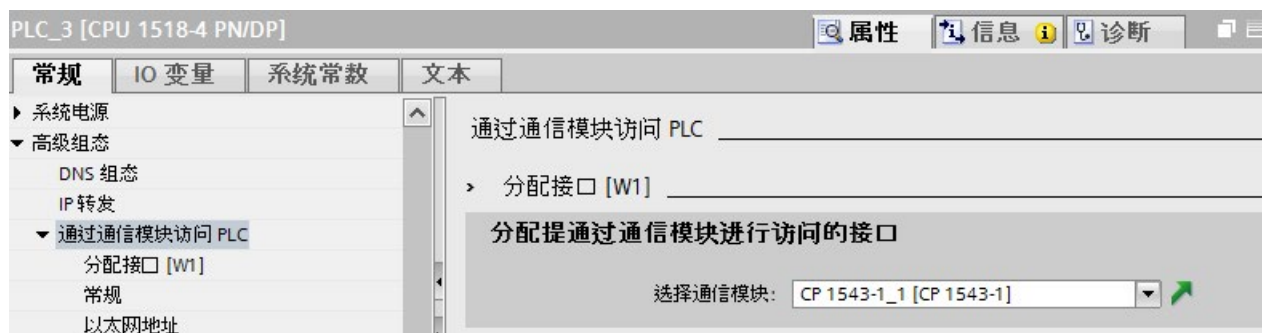 PLC_3 [CPU 1518-4 PN/DP]
属性 信息 诊断
常规 IO 变量 系统常数 文本
系统电源
高级组态
DNS 组态
IP 转发
通过通信模块访问 PLC
分配接口 [W1]
常规
以太网地址
通过通信模块访问 PLC
分配接口 [W1]
分配提通过通信模块进行访问的接口
选择通信模块: CP 1543-1_1 [CP 1543-1]